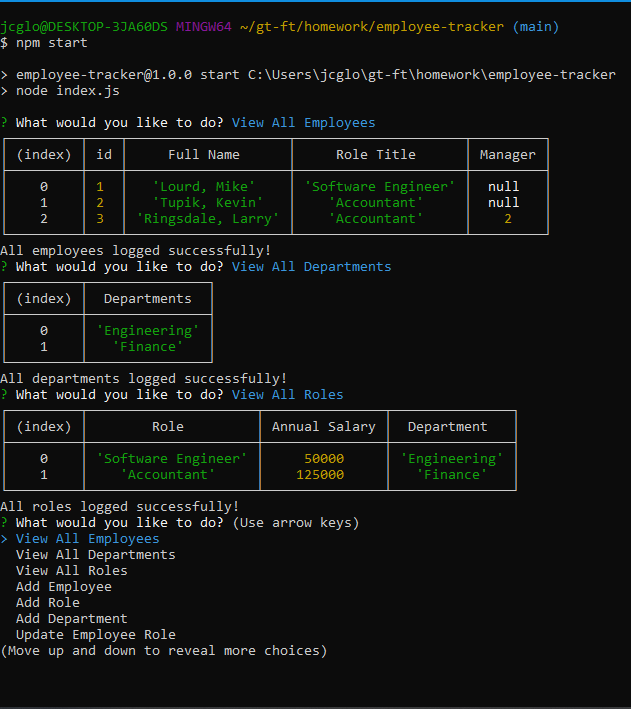 jcglo@DESKTOP-3JA60DS MINGW64 ~/gt-ft/homework/employee-tracker (main)
$ npm start
> employee-tracker@1.0.0 start C:\Users\jcglo\gt-ft\homework\employee-tracker
> node index.js
? What would you like to do? View All Employees
(index) id Full Name Role Title Manager
0 1 'Lourd, Mike' 'Software Engineer' null
1 2 'Tupik, Kevin' 'Accountant' null
2 3 'Ringsdale, Larry' 'Accountant' 2
All employees logged successfully!
? What would you like to do? View All Departments
(index) Departments
0 'Engineering'
1 'Finance'
All departments logged successfully!
? What would you like to do? View All Roles
(index) Role Annual Salary Department
0 'Software Engineer' 50000 'Engineering'
1 'Accountant' 125000 'Finance'
All roles logged successfully!
? What would you like to do? (Use arrow keys)
> View All Employees
View All Departments
View All Roles
Add Employee
Add Role
Add Department
Update Employee Role
(Move up and down to reveal more choices)